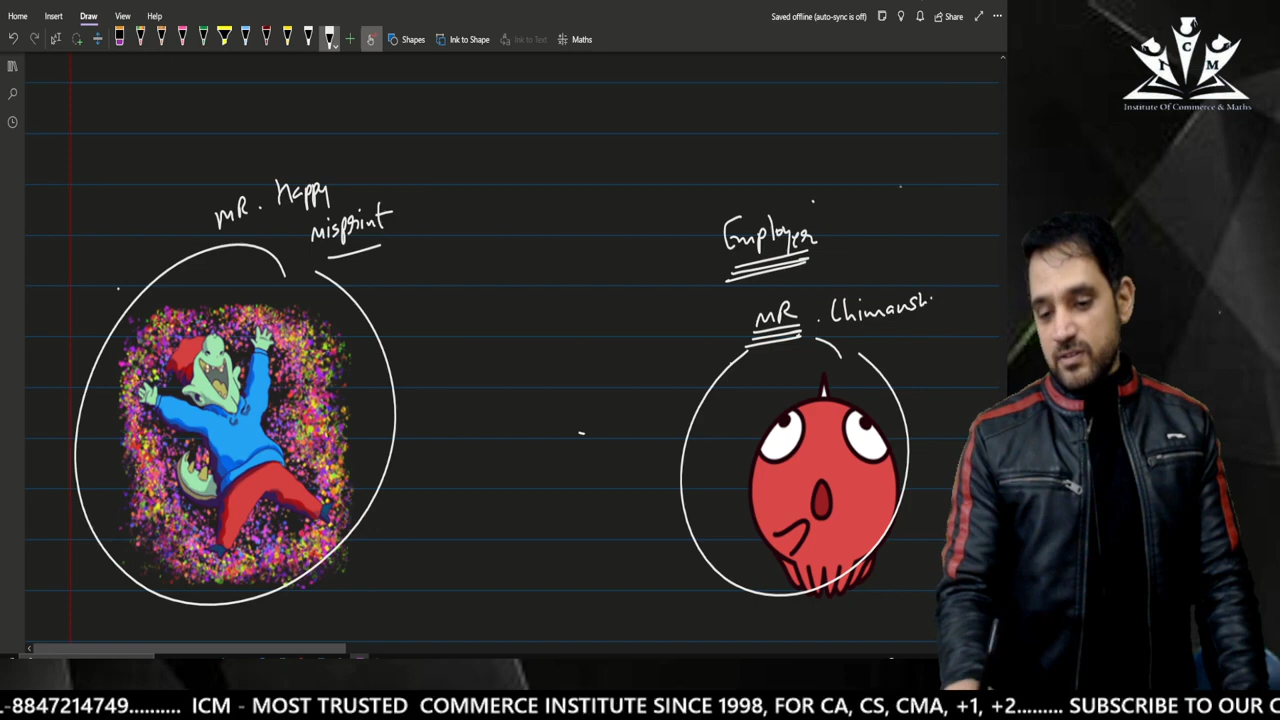 Home Insert Draw View Help
Saved offline (auto-sync is off) Share
Shapes Ink to Shape Ink to Text Maths
I C M
Institute Of Commerce & Maths
MR. Happy
misprint
Employer
MR. Chimansh.
L-8847214749.......... ICM - MOST TRUSTED COMMERCE INSTITUTE SINCE 1998, FOR CA, CS, CMA, +1, +2......... SUBSCRIBE TO OUR C